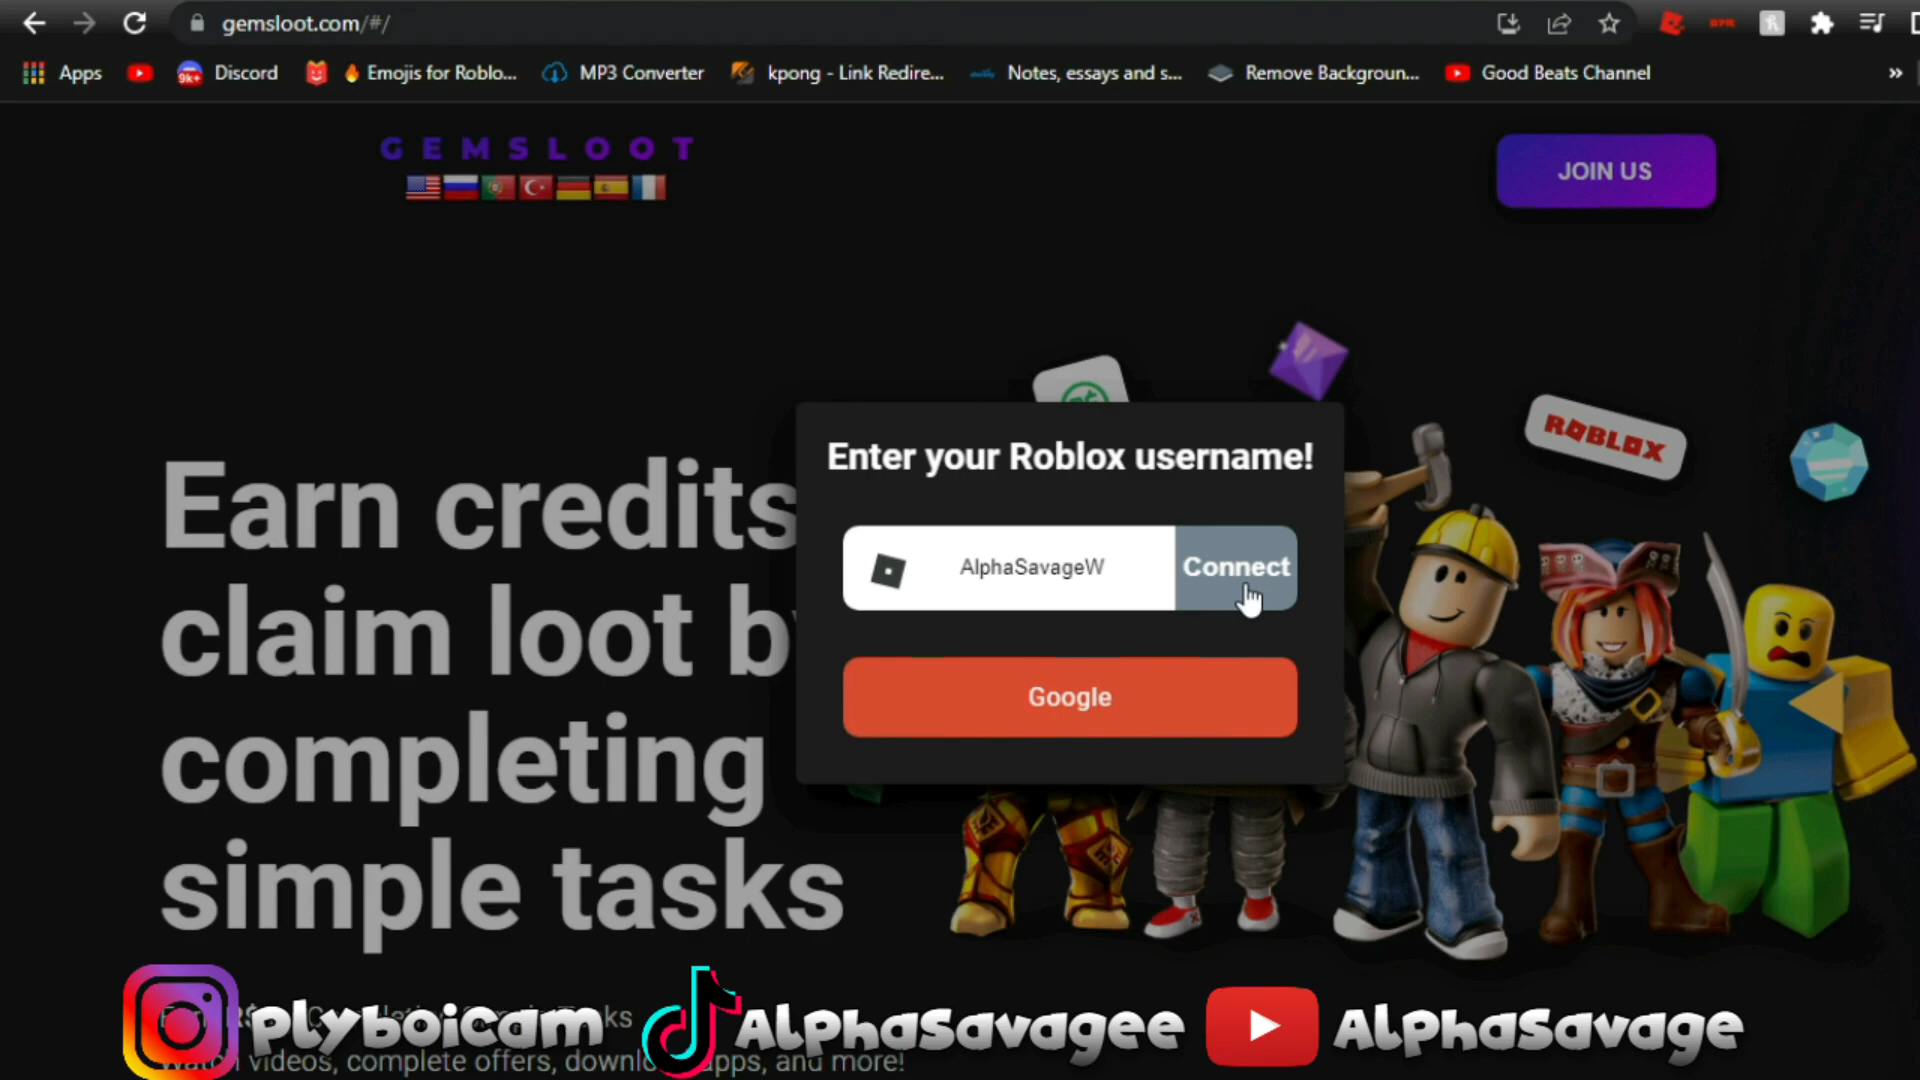 gemsloot.com/#/
Apps
9k+
Discord
Emojis for Roblo...
MP3 Converter
kpong - Link Redire...
Notes, essays and s...
Remove Backgroun...
Good Beats Channel
»
GEMSLOOT
JOIN US
ROBLOX
Enter your Roblox username!
AlphaSavageW
Connect
Google
Earn credits
claim loot b
completing
simple tasks
plyboicam
AlphaSavagee
AlphaSavage
videos, complete offers, downl apps, and more!